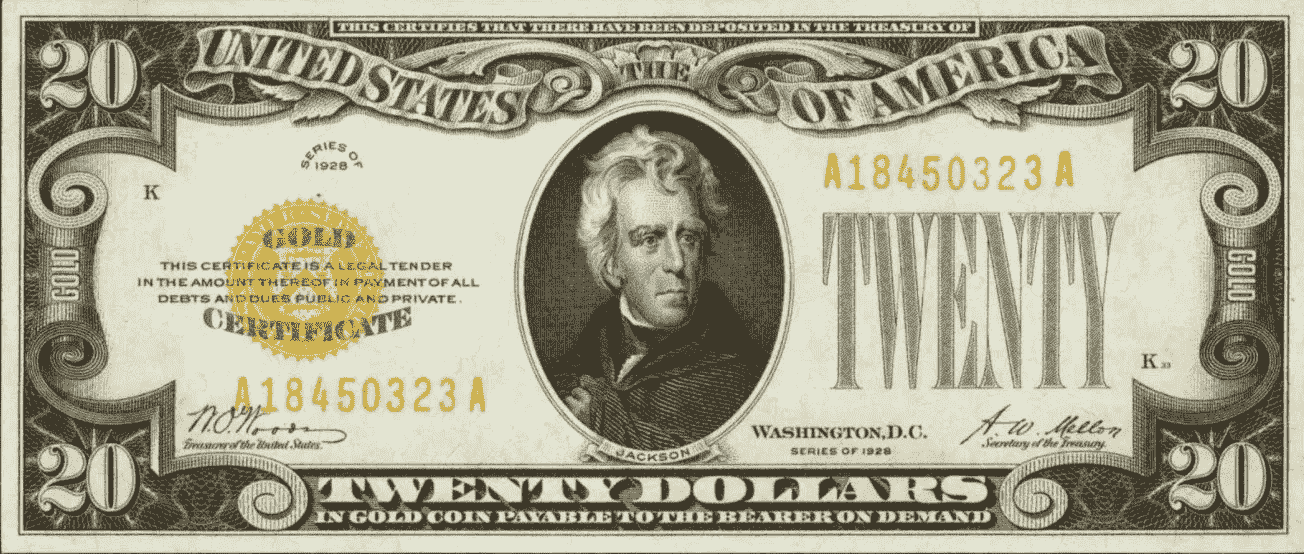 THIS CERTIFIES THAT THERE HAVE BEEN DEPOSITED IN THE TREASURY OF
20 UNITED STATES THE OF AMERICA 20
SERIES OF
1928
A18450323A
K
TWENTY
GOLD
THIS CERTIFICATE IS A LEGAL TENDER
IN THE AMOUNT THEREOF IN PAYMENT OF ALL
DEBTS AND DUES PUBLIC AND PRIVATE.
CERTIFICATE
GOLD
GOLD
K
A18450323A
W.O. Woods
Treasurer of the United States.
WASHINGTON, D.C.
SERIES OF 1928
A. W. Mellon
Secretary of the Treasury.
JACKSON
20 TWENTY DOLLARS 20
IN GOLD COIN PAYABLE TO THE BEARER ON DEMAND